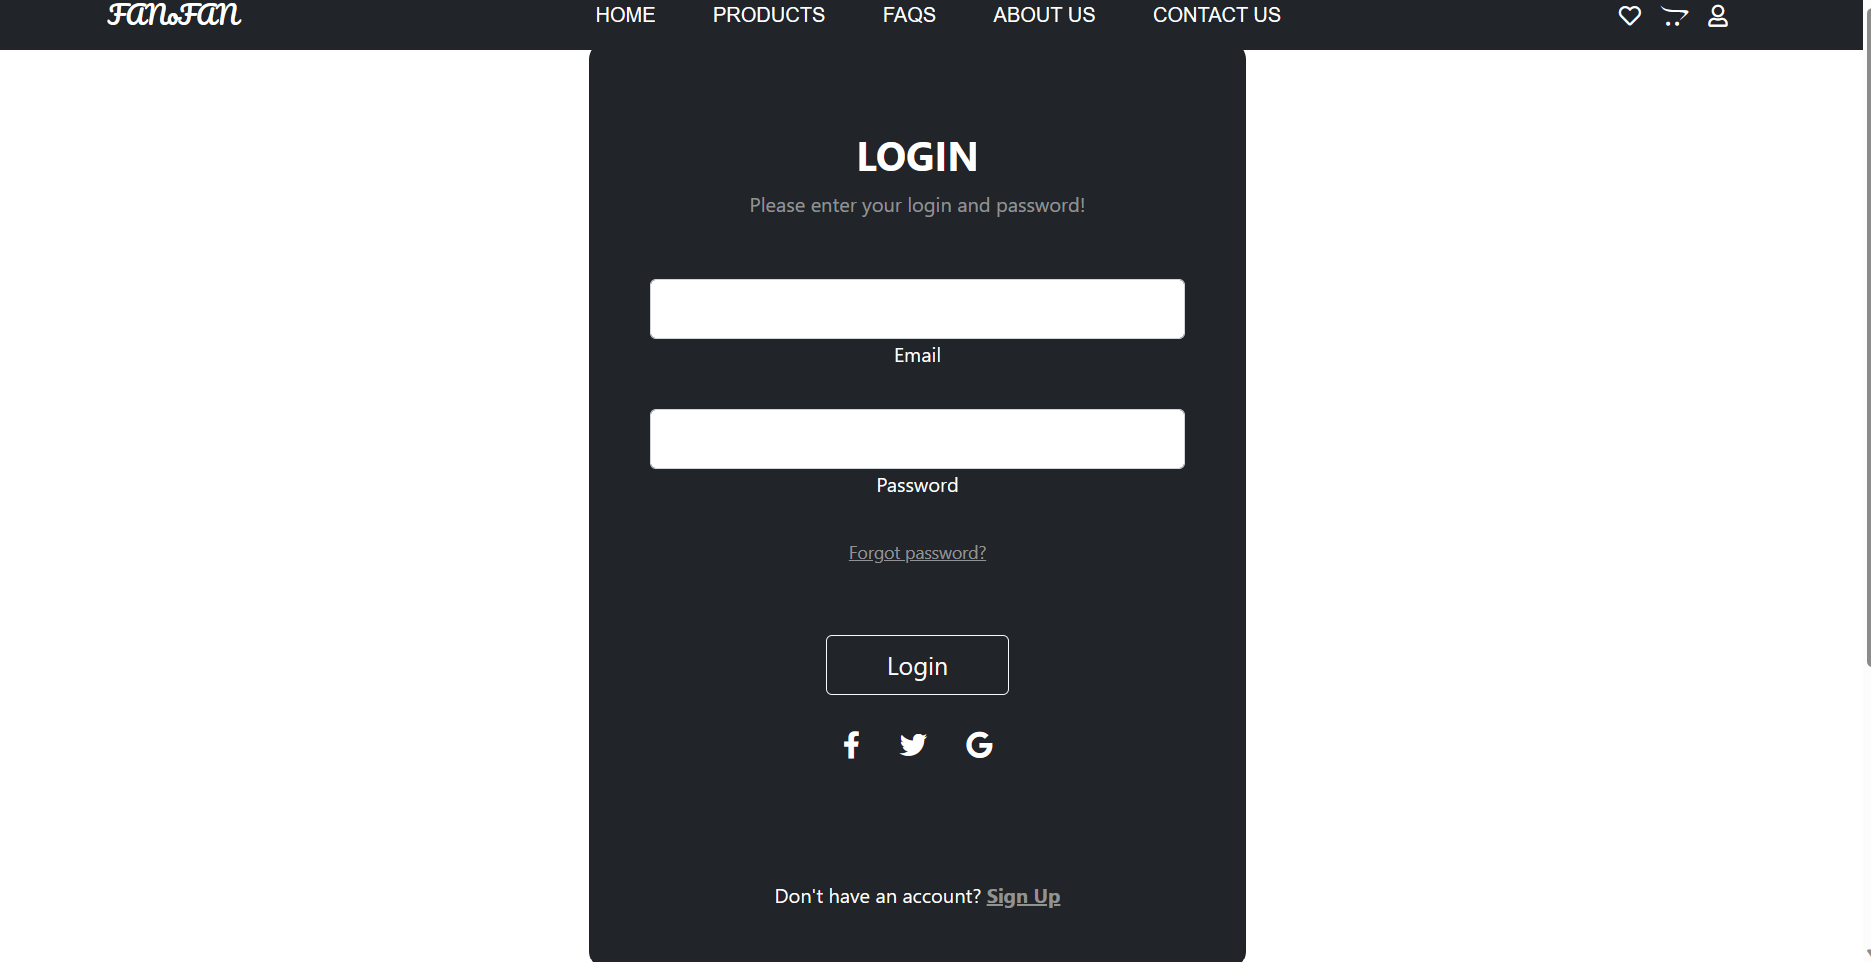 FANoFAN HOME PRODUCTS FAQS ABOUT US CONTACT US
LOGIN
Please enter your login and password!
Email
Password
Forgot password?
Login
Don't have an account? Sign Up